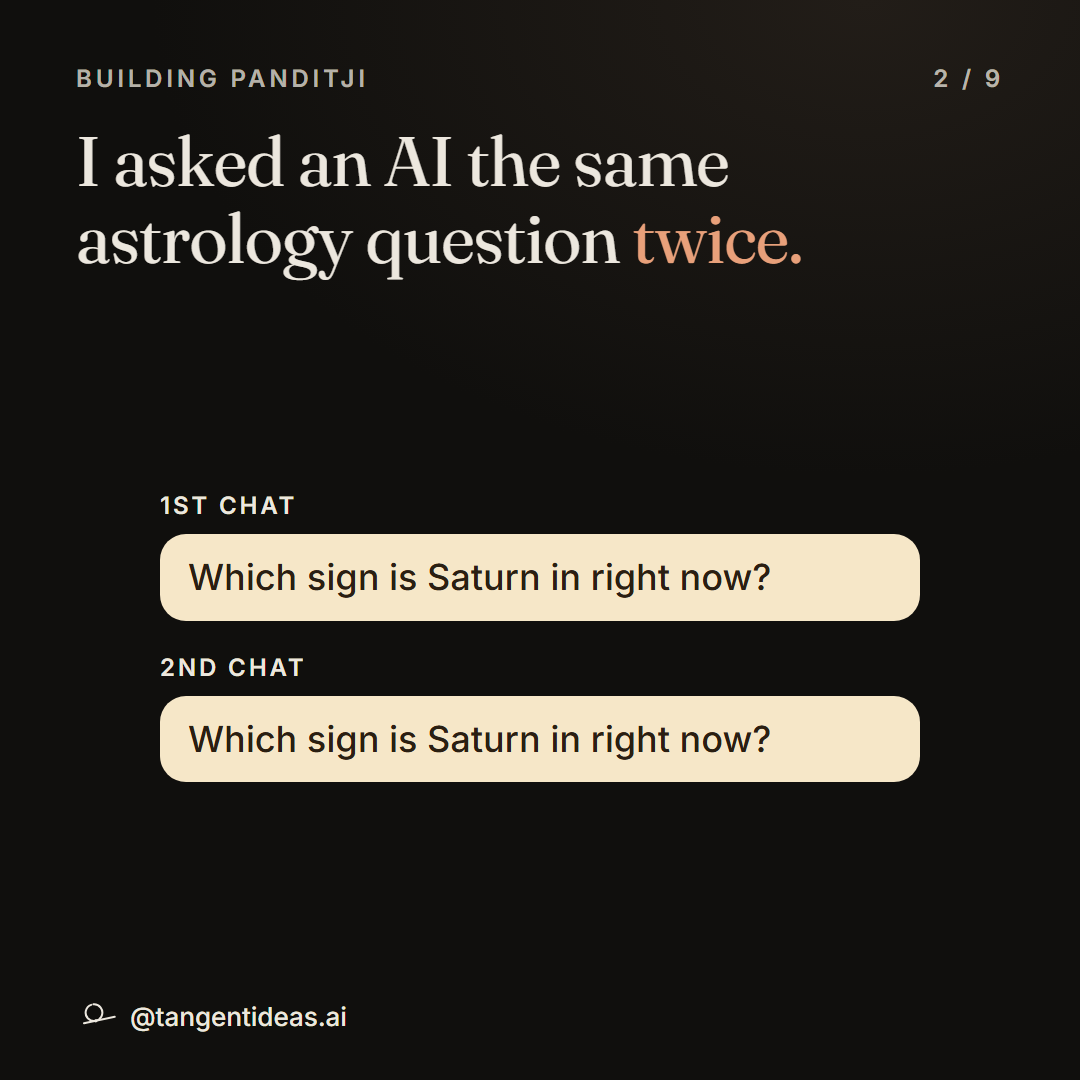 BUILDING PANDITJI
2 / 9
I asked an AI the same
astrology question twice.
1ST CHAT
Which sign is Saturn in right now?
2ND CHAT
Which sign is Saturn in right now?
@tangentideas.ai